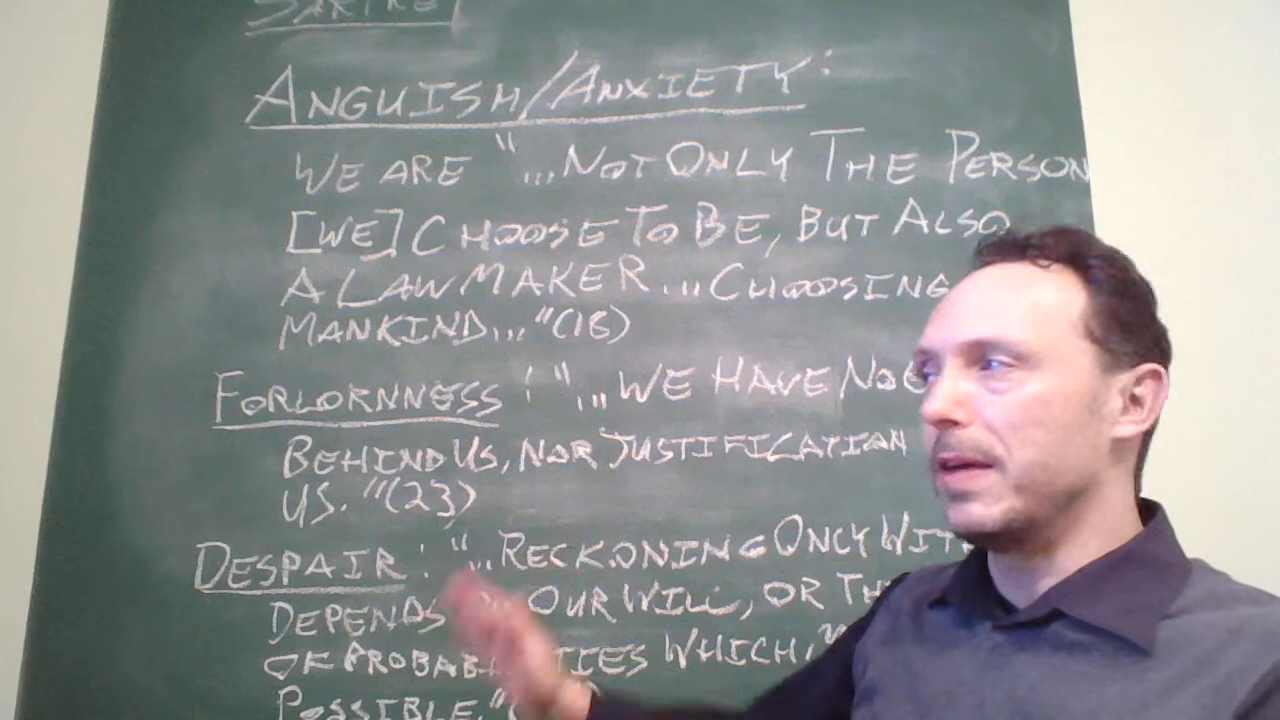 SARTRE
ANGUISH/ANXIETY:
WE ARE "...NOT ONLY THE PERSON
[WE] CHOOSE TO BE, BUT ALSO
A LAWMAKER...CHOOSING
MANKIND..."(18)
FORLORNNESS: "...WE HAVE NO
BEHIND US, NOR JUSTIFICATION
US."(23)
DESPAIR: "...RECKONING ONLY WITH
DEPENDS OUR WILL, OR
OF PROBABILITIES WHICH,
POSSIBLE."(